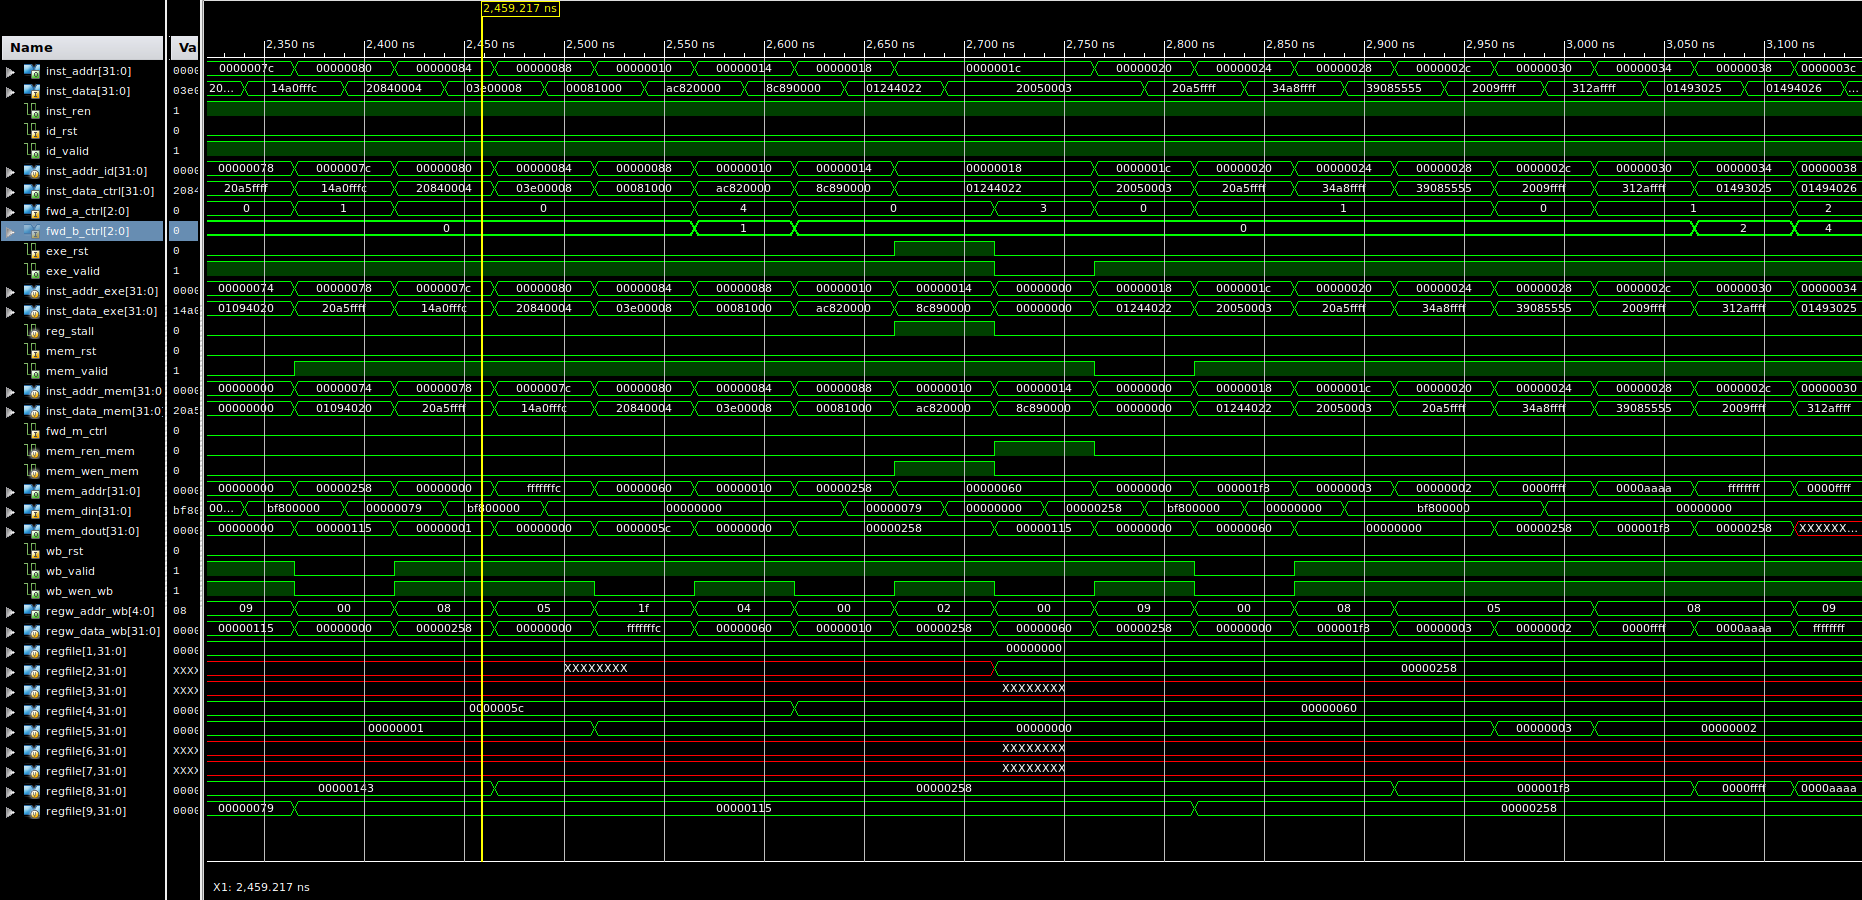 2,459.217 ns
Name Va
2,350 ns 2,400 ns 2,450 ns 2,500 ns 2,550 ns 2,600 ns 2,650 ns 2,700 ns 2,750 ns 2,800 ns 2,850 ns 2,900 ns 2,950 ns 3,000 ns 3,050 ns 3,100 ns
inst_addr[31:0] 0000 0000007c 00000080 00000084 00000088 00000010 00000014 00000018 0000001c 00000020 00000024 00000028 0000002c 00000030 00000034 00000038 0000003c
inst_data[31:0] 03e0 20... 14a0fffc 20840004 03e00008 00081000 ac820000 8c890000 01244022 20050003 20a5ffff 34a8ffff 39085555 2009ffff 312affff 01493025 01494026 ...
inst_ren 1
id_rst 0
id_valid 1
inst_addr_id[31:0] 0000 00000078 0000007c 00000080 00000084 00000088 00000010 00000014 00000018 0000001c 00000020 00000024 00000028 0000002c 00000030 00000034 00000038
inst_data_ctrl[31:0] 2084 20a5ffff 14a0fffc 20840004 03e00008 00081000 ac820000 8c890000 01244022 20050003 20a5ffff 34a8ffff 39085555 2009ffff 312affff 01493025 01494026
fwd_a_ctrl[2:0] 0 0 1 0 4 0 3 0 1 0 1 2
fwd_b_ctrl[2:0] 0 0 1 0 2 4
exe_rst 0
exe_valid 1
inst_addr_exe[31:0] 0000 00000074 00000078 0000007c 00000080 00000084 00000088 00000010 00000014 00000000 00000018 0000001c 00000020 00000024 00000028 0000002c 00000030 00000034
inst_data_exe[31:0] 14a0 01094020 20a5ffff 14a0fffc 20840004 03e00008 00081000 ac820000 8c890000 00000000 01244022 20050003 20a5ffff 34a8ffff 39085555 2009ffff 312affff 01493025
reg_stall 0
mem_rst 0
mem_valid 1
inst_addr_mem[31:0 0000 00000000 00000074 00000078 0000007c 00000080 00000084 00000088 00000010 00000014 00000000 00000018 0000001c 00000020 00000024 00000028 0000002c 00000030
inst_data_mem[31:0 20a5 00000000 01094020 20a5ffff 14a0fffc 20840004 03e00008 00081000 ac820000 8c890000 00000000 01244022 20050003 20a5ffff 34a8ffff 39085555 2009ffff 312affff
fwd_m_ctrl 0
mem_ren_mem 0
mem_wen_mem 0
mem_addr[31:0] 0000 00000000 00000258 00000000 fffffffc 00000060 00000010 00000258 00000060 00000000 000001f8 00000003 00000002 0000ffff 0000aaaa ffffffff 0000ffff
mem_din[31:0] bf80 00... bf800000 00000079 bf800000 00000000 00000079 00000000 00000258 bf800000 00000000 bf800000 00000000
mem_dout[31:0] 0000 00000000 00000115 00000001 00000000 0000005c 00000000 00000258 00000115 00000000 00000060 00000000 00000258 000001f8 00000258 XXXXXX...
wb_rst 0
wb_valid 1
wb_wen_wb 1
regw_addr_wb[4:0] 08 09 00 08 05 1f 04 00 02 00 09 00 08 05 08 09
regw_data_wb[31:0] 0000 00000115 00000000 00000258 00000000 fffffffc 00000060 00000010 00000258 00000060 00000258 00000000 000001f8 00000003 00000002 0000ffff 0000aaaa ffffffff
regfile[1,31:0] 0000 00000000
regfile[2,31:0] XXXX XXXXXXXX 00000258
regfile[3,31:0] XXXX XXXXXXXX
regfile[4,31:0] 0000 0000005c 00000060
regfile[5,31:0] 0000 00000001 00000000 00000003 00000002
regfile[6,31:0] XXXX XXXXXXXX
regfile[7,31:0] XXXX XXXXXXXX
regfile[8,31:0] 0000 00000143 00000258 000001f8 0000ffff 0000aaaa
regfile[9,31:0] 0000 00000079 00000115 00000258
X1: 2,459.217 ns